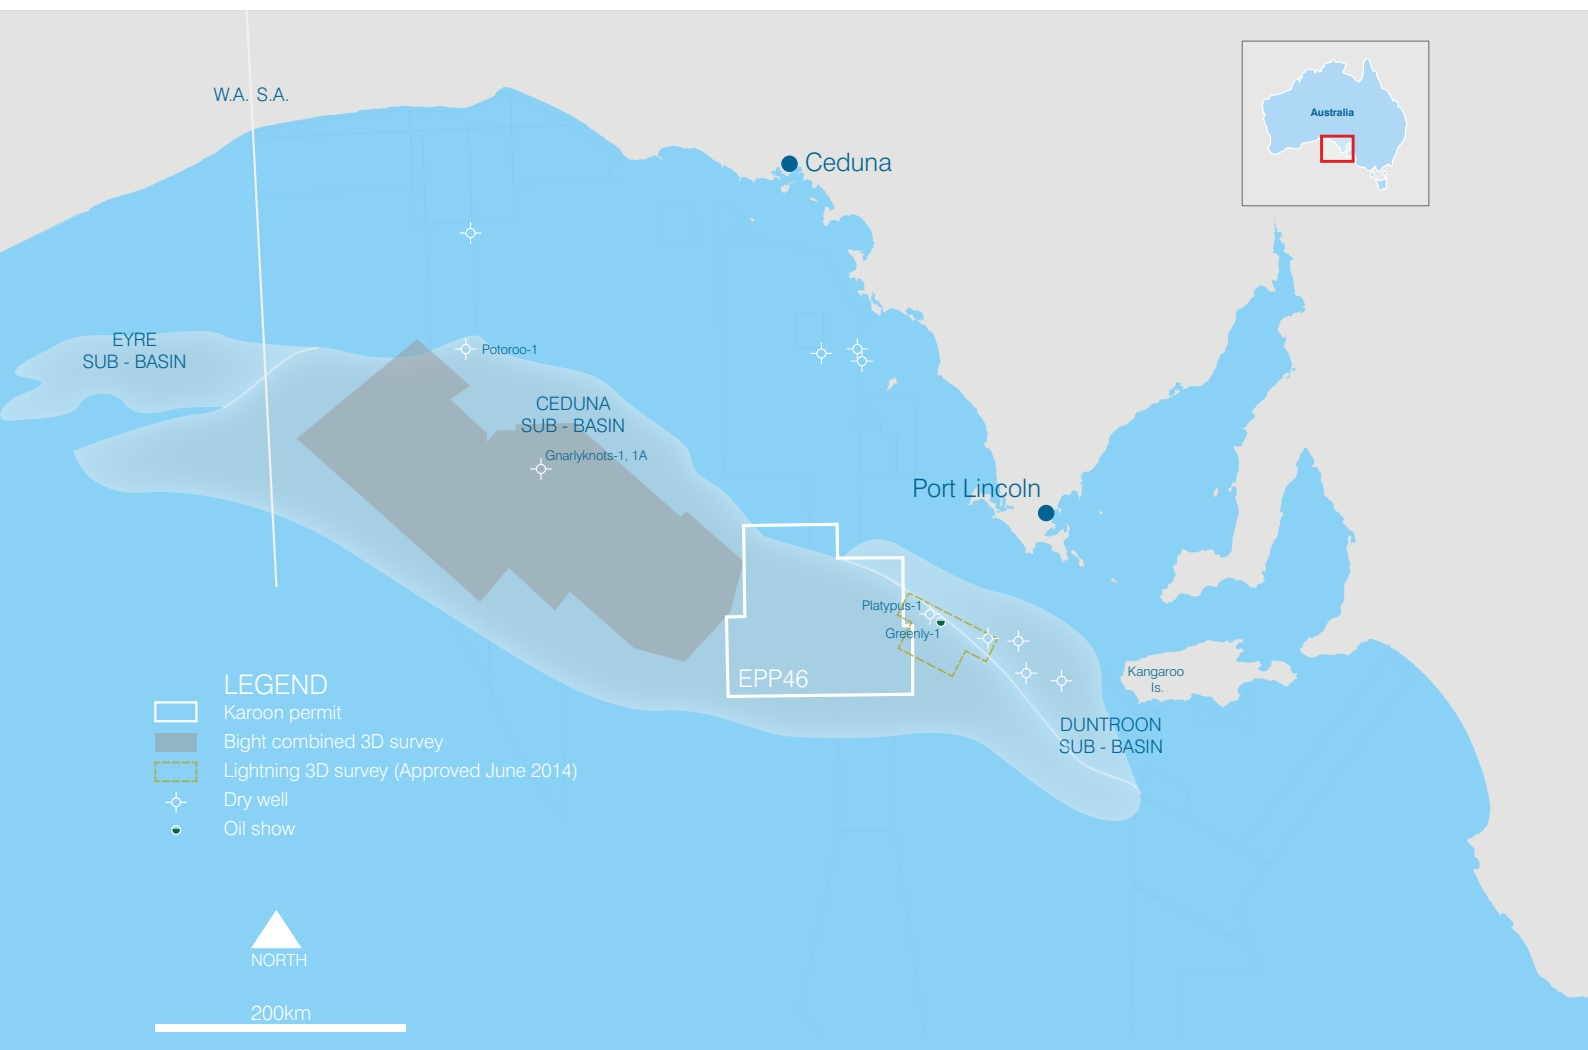 W.A. S.A.
Ceduna
Australia
EYRE
SUB - BASIN
Potoroo-1
CEDUNA
SUB - BASIN
Gnarlyknots-1, 1A
Port Lincoln
Platypus-1
Greenly-1
EPP46
Kangaroo
Is.
DUNTROON
SUB - BASIN
LEGEND
Karoon permit
Bight combined 3D survey
Lightning 3D survey (Approved June 2014)
Dry well
Oil show
NORTH
200km